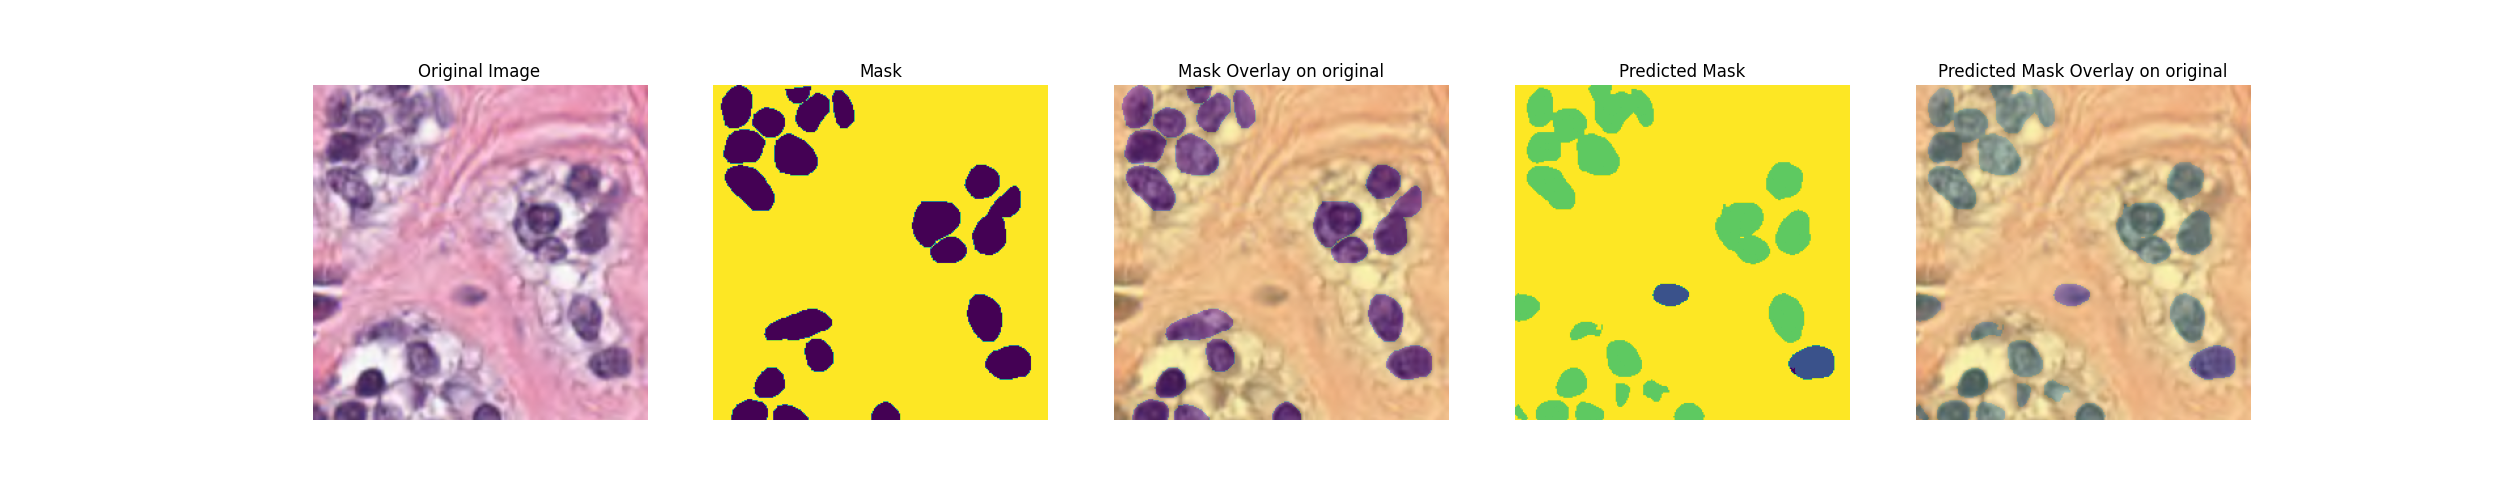 Original Image
Mask
Mask Overlay on original
Predicted Mask
Predicted Mask Overlay on original